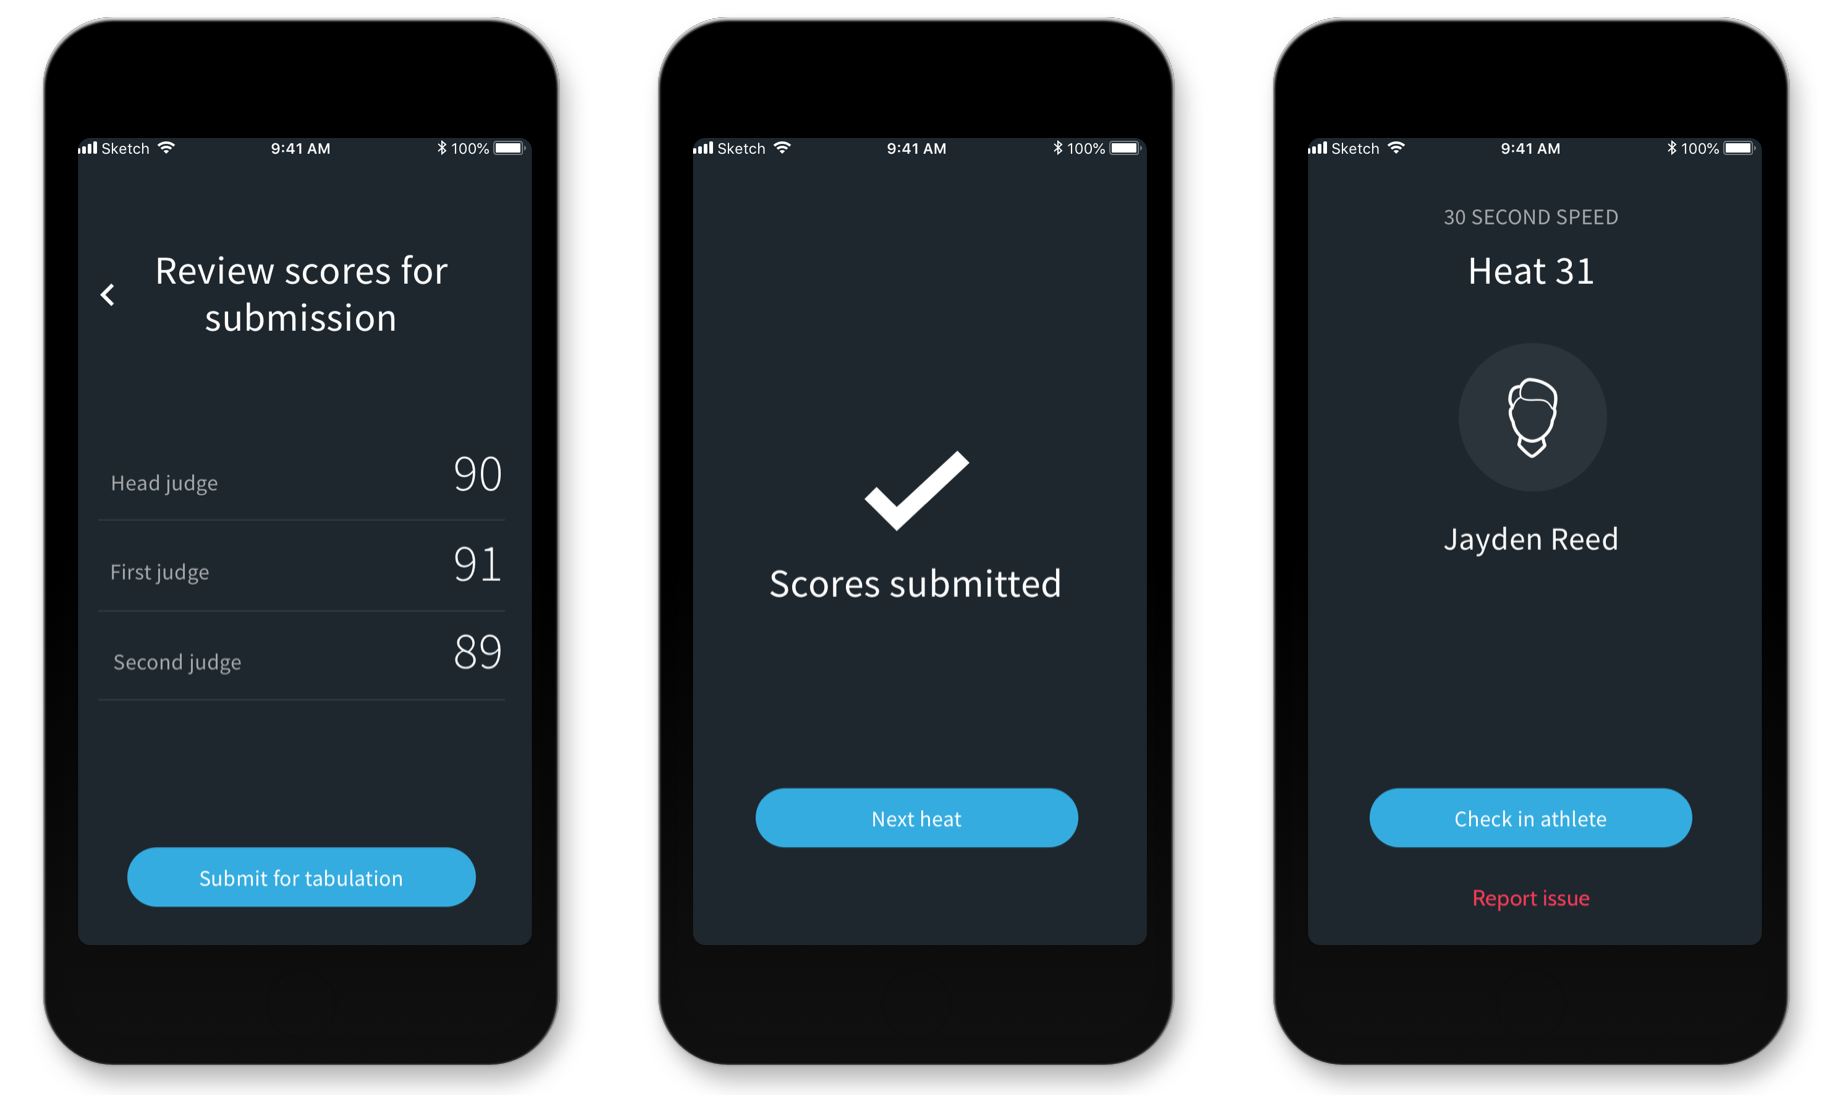 Sketch 9:41 AM 100%
Review scores for
submission
Head judge 90
First judge 91
Second judge 89
Submit for tabulation
Sketch 9:41 AM 100%
Scores submitted
Next heat
Sketch 9:41 AM 100%
30 SECOND SPEED
Heat 31
Jayden Reed
Check in athlete
Report issue